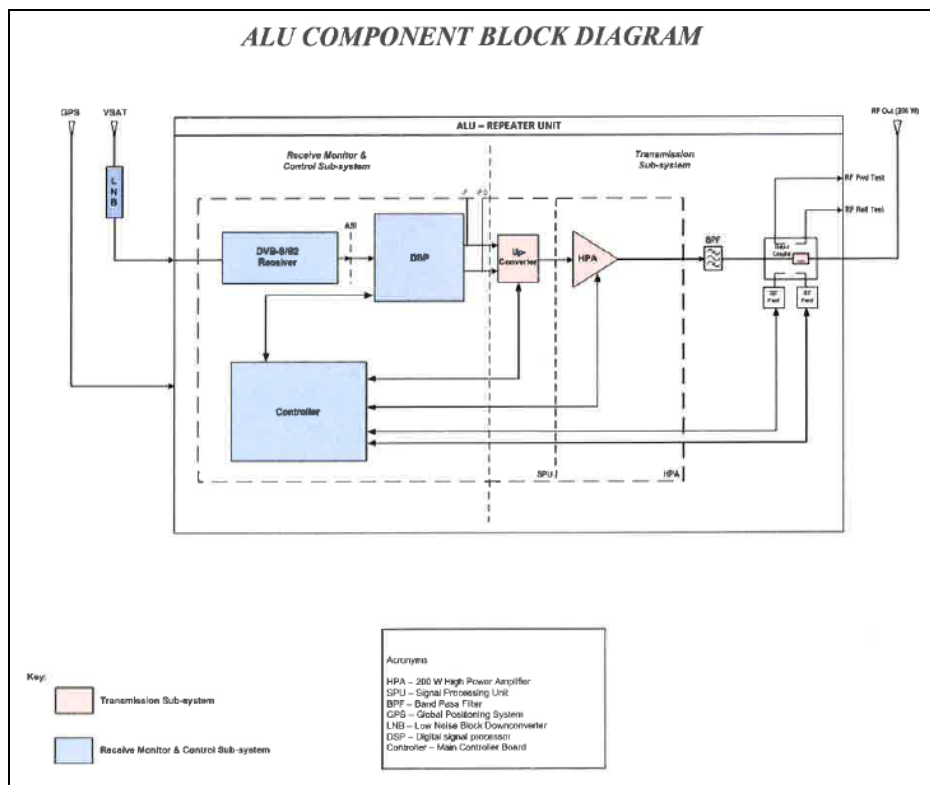 ALU COMPONENT BLOCK DIAGRAM
GPS
VSAT
RF Out (200 W)
ALU – REPEATER UNIT
Receive Monitor &
Control Sub-system
Transmission
Sub-system
L
N
B
RF Fwd Test
RF Refl Test
ASI
DVB-S/S2
Receiver
DSP
Up-
Converter
HPA
BPF
Controller
SPU
HPA
Key:
Transmission Sub-system
Receive Monitor & Control Sub-system
Acronyms
HPA – 200 W High Power Amplifier
SPU – Signal Processing Unit
BPF – Band Pass Filter
GPS – Global Positioning System
LNB – Low Noise Block Downconverter
DSP – Digital signal processor
Controller – Main Controller Board